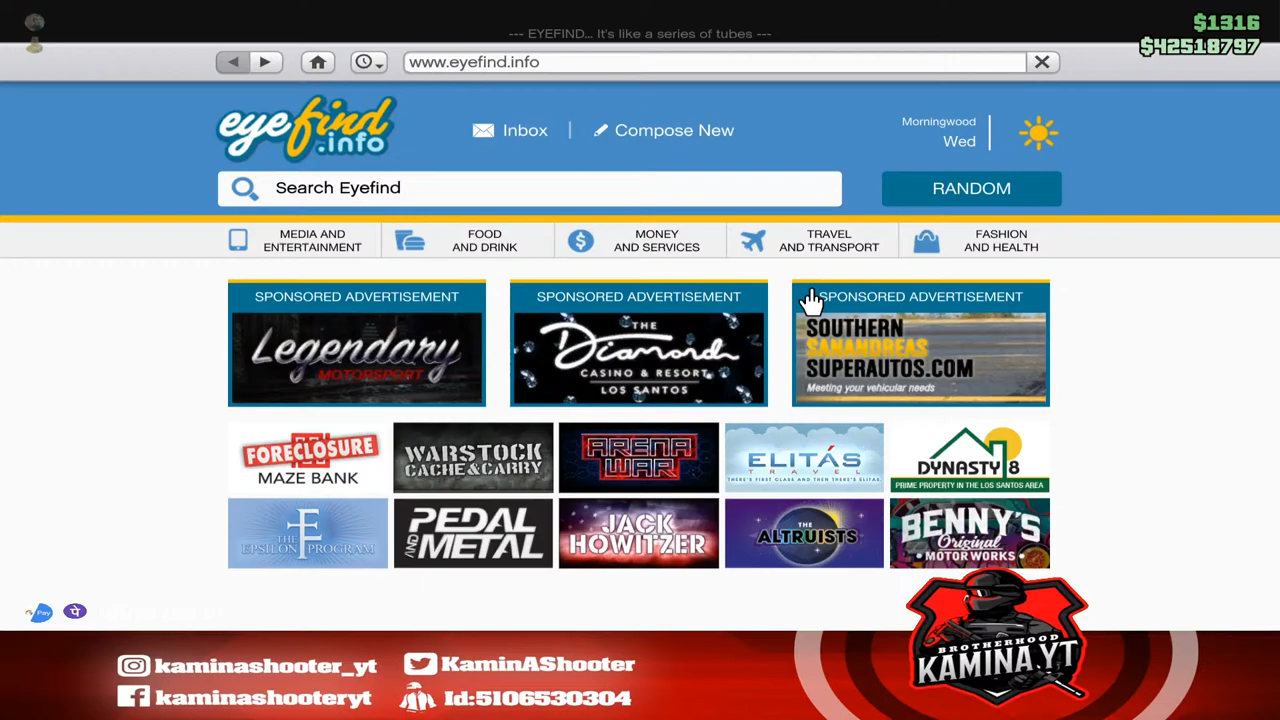 $1316
--- EYEFIND... It's like a series of tubes ---
$42518797
www.eyefind.info
eyefind
.info
Inbox
Compose New
Morningwood
Wed
Search Eyefind
RANDOM
MEDIA AND
ENTERTAINMENT
FOOD
AND DRINK
MONEY
AND SERVICES
TRAVEL
AND TRANSPORT
FASHION
AND HEALTH
SPONSORED ADVERTISEMENT
Legendary
MOTORSPORT
SPONSORED ADVERTISEMENT
THE
Diamond
CASINO & RESORT
LOS SANTOS
SPONSORED ADVERTISEMENT
SOUTHERN
SANANDREAS
SUPERAUTOS.COM
Meeting your vehicular needs
FORECLOSURE
MAZE BANK
WARSTOCK
CACHE & CARRY
ARENA
WAR
ELITÁS
TRAVEL
THERE'S FIRST CLASS AND THEN THERE'S ELITAS
DYNASTY 8
PRIME PROPERTY IN THE LOS SANTOS AREA
THE
EPSILON PROGRAM
PEDAL
AND METAL
JACK
HOWITZER
THE
ALTRUISTS
BENNY'S
Original
MOTOR WORKS
Pay
पे
BROTHERHOOD
KAMINA YT
kaminashooter_yt
KaminAShooter
kaminashooteryt
Id:5106530304